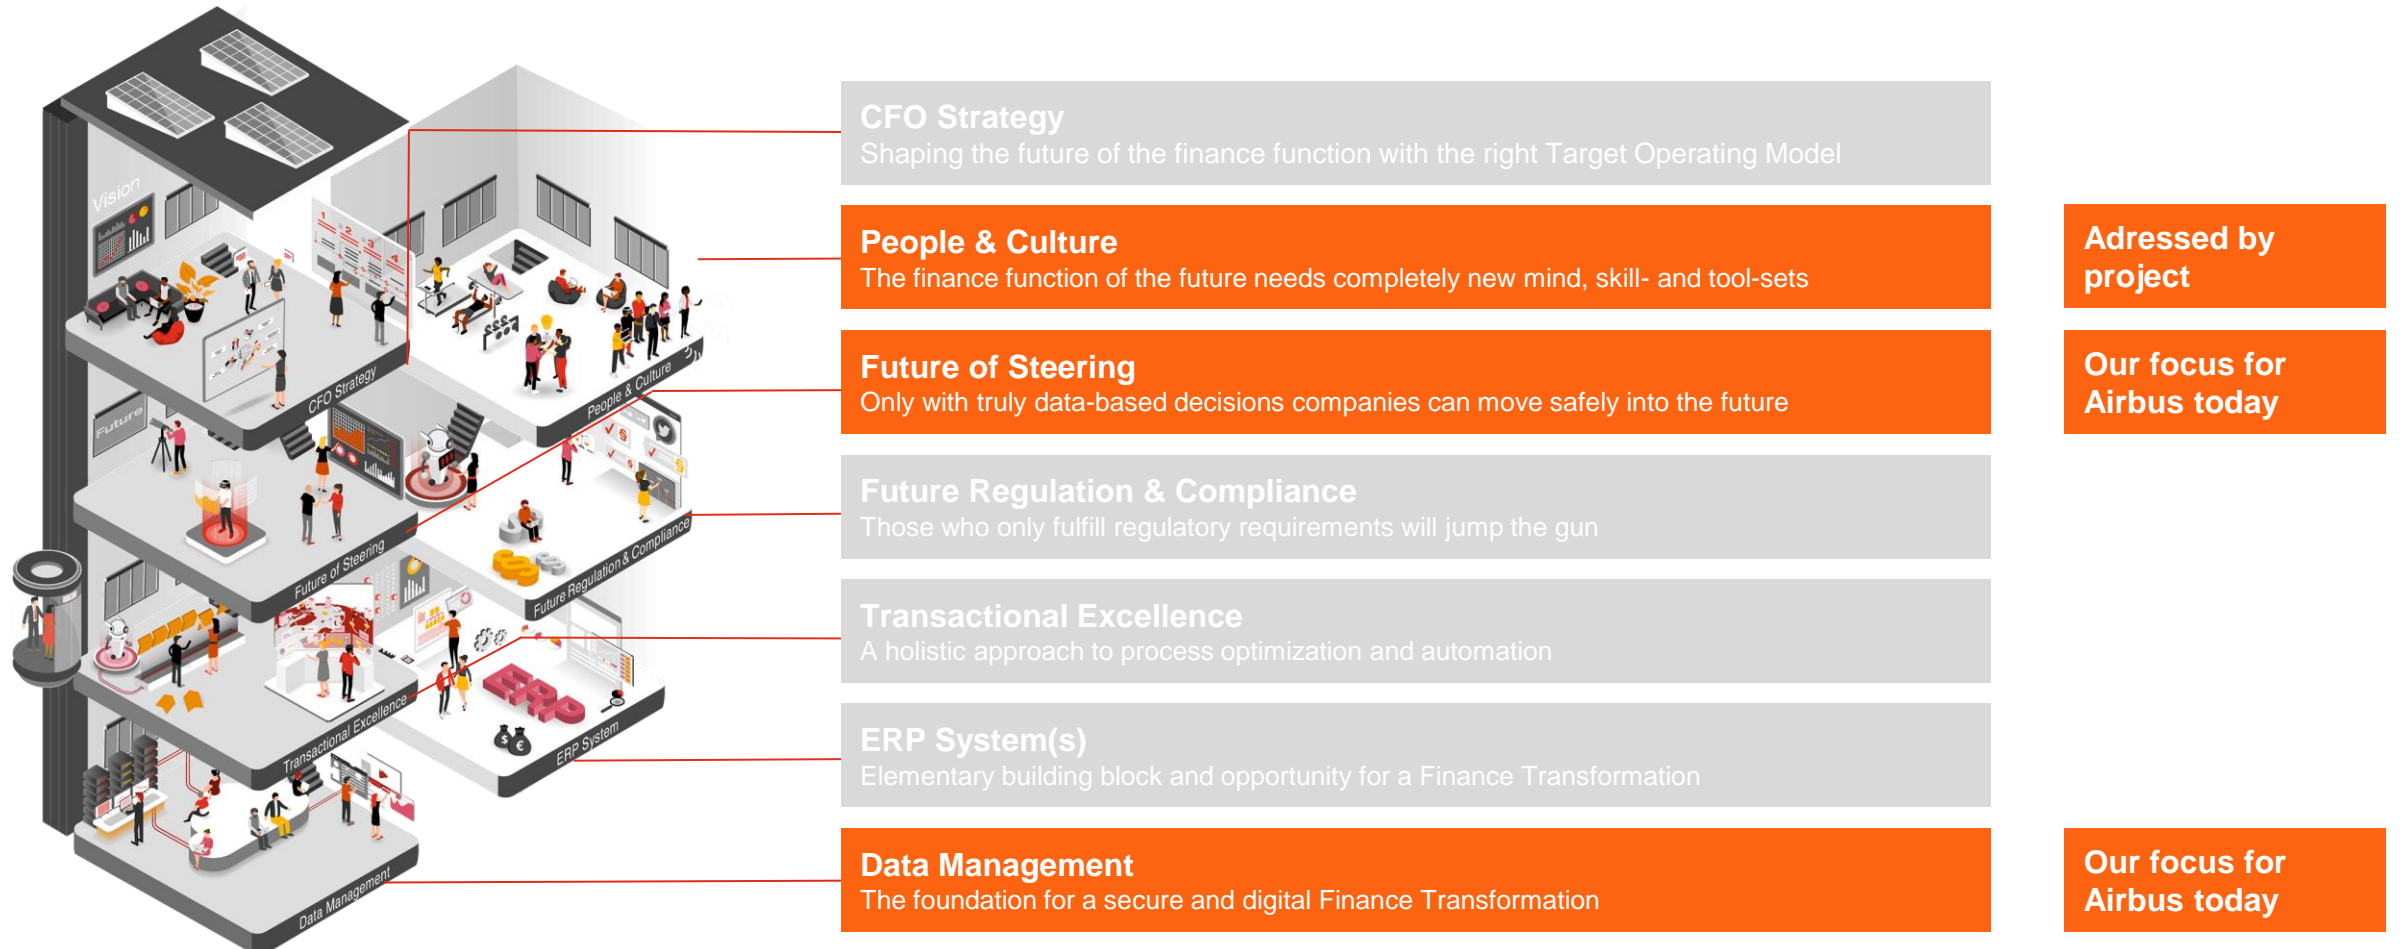 Vision
1
2
3
4
CFO Strategy
People & Culture
Future
Future of Steering
Future Regulation & Compliance
Transactional Excellence
ERP
$
€
ERP System
Data Management
CFO Strategy
Shaping the future of the finance function with the right Target Operating Model
People & Culture
The finance function of the future needs completely new mind, skill- and tool-sets
Adressed by
project
Future of Steering
Only with truly data-based decisions companies can move safely into the future
Our focus for
Airbus today
Future Regulation & Compliance
Those who only fulfill regulatory requirements will jump the gun
Transactional Excellence
A holistic approach to process optimization and automation
ERP System(s)
Elementary building block and opportunity for a Finance Transformation
Data Management
The foundation for a secure and digital Finance Transformation
Our focus for
Airbus today